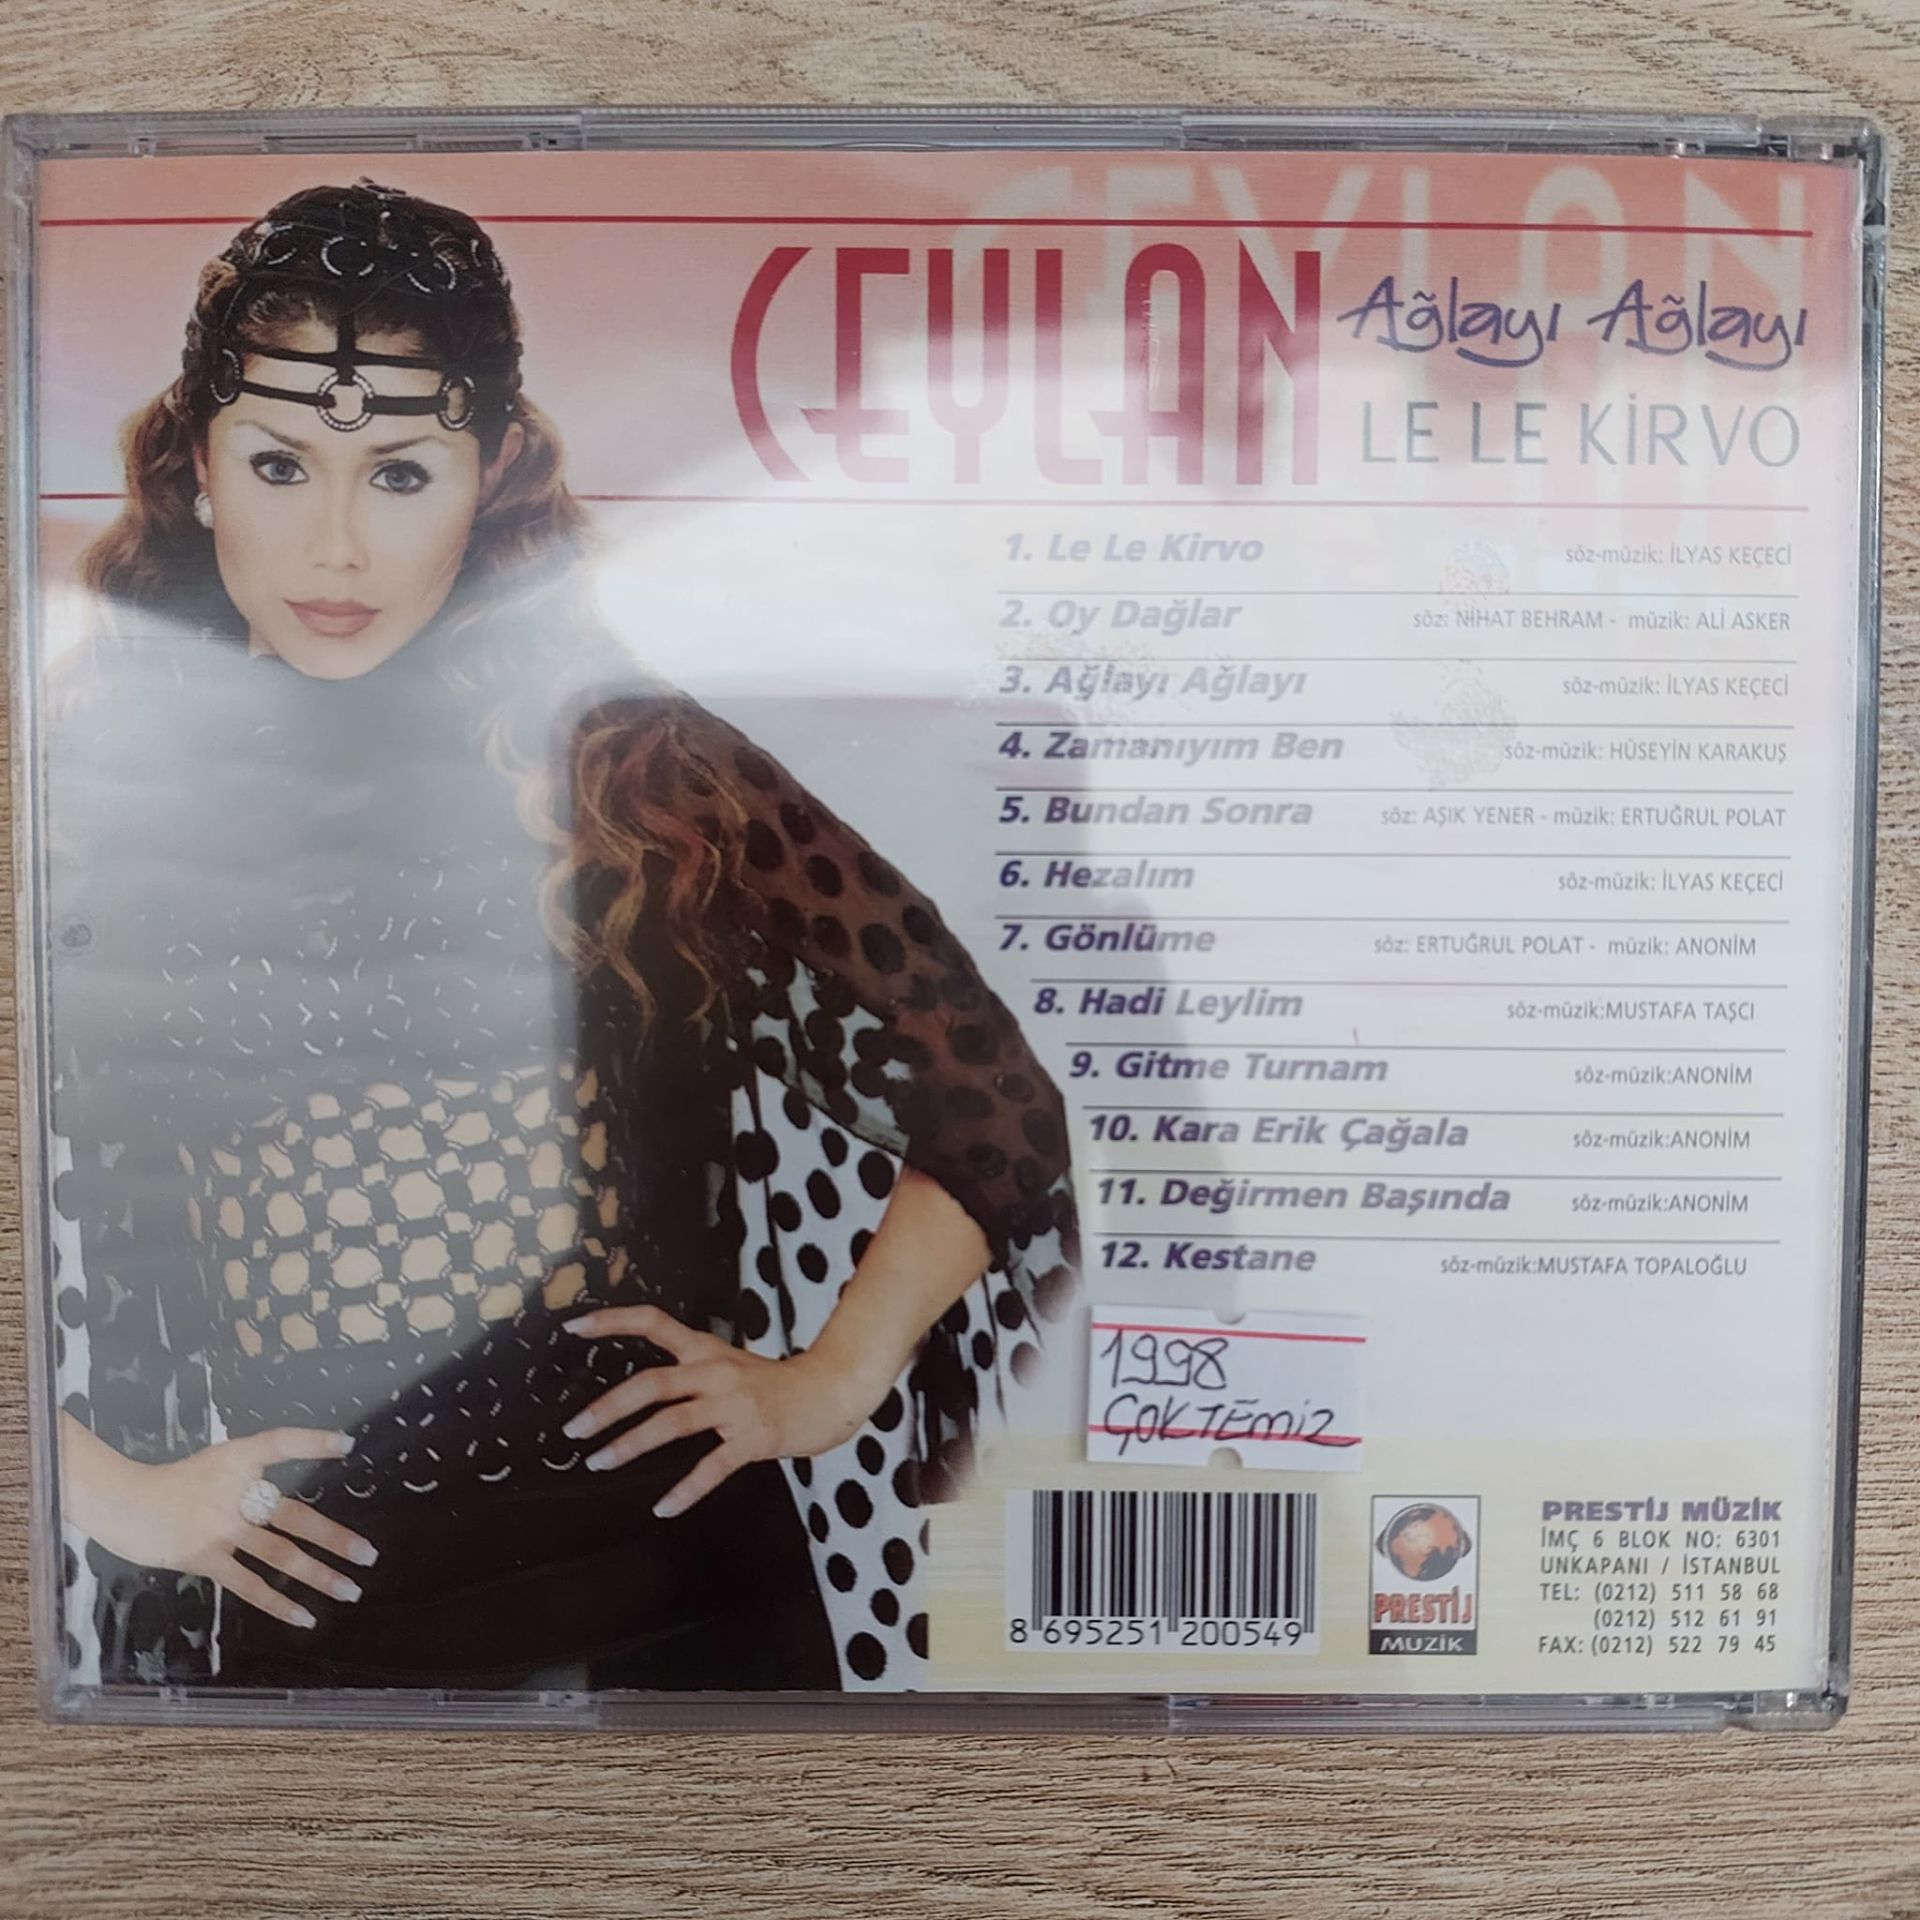 CEYLAN
CEYLAN
Ağlayı Ağlayı
LE LE KİRVO
1. Le Le Kirvo söz-müzik: İLYAS KEÇECİ
2. Oy Dağlar söz: NİHAT BEHRAM - müzik: ALİ ASKER
3. Ağlayı Ağlayı söz-müzik: İLYAS KEÇECİ
4. Zamanıyım Ben söz-müzik: HÜSEYİN KARAKUŞ
5. Bundan Sonra söz: AŞIK YENER - müzik: ERTUĞRUL POLAT
6. Hezalım söz-müzik: İLYAS KEÇECİ
7. Gönlüme söz: ERTUĞRUL POLAT - müzik: ANONİM
8. Hadi Leylim söz-müzik:MUSTAFA TAŞCI
9. Gitme Turnam söz-müzik:ANONİM
10. Kara Erik Çağala söz-müzik:ANONİM
11. Değirmen Başında söz-müzik:ANONİM
12. Kestane söz-müzik:MUSTAFA TOPALOĞLU
1998
ÇOK TEMİZ
8 695251 200549
PRESTİJ
MÜZİK
PRESTİJ MÜZİK
İMÇ 6 BLOK NO: 6301
UNKAPANI / İSTANBUL
TEL: (0212) 511 58 68
(0212) 512 61 91
FAX: (0212) 522 79 45